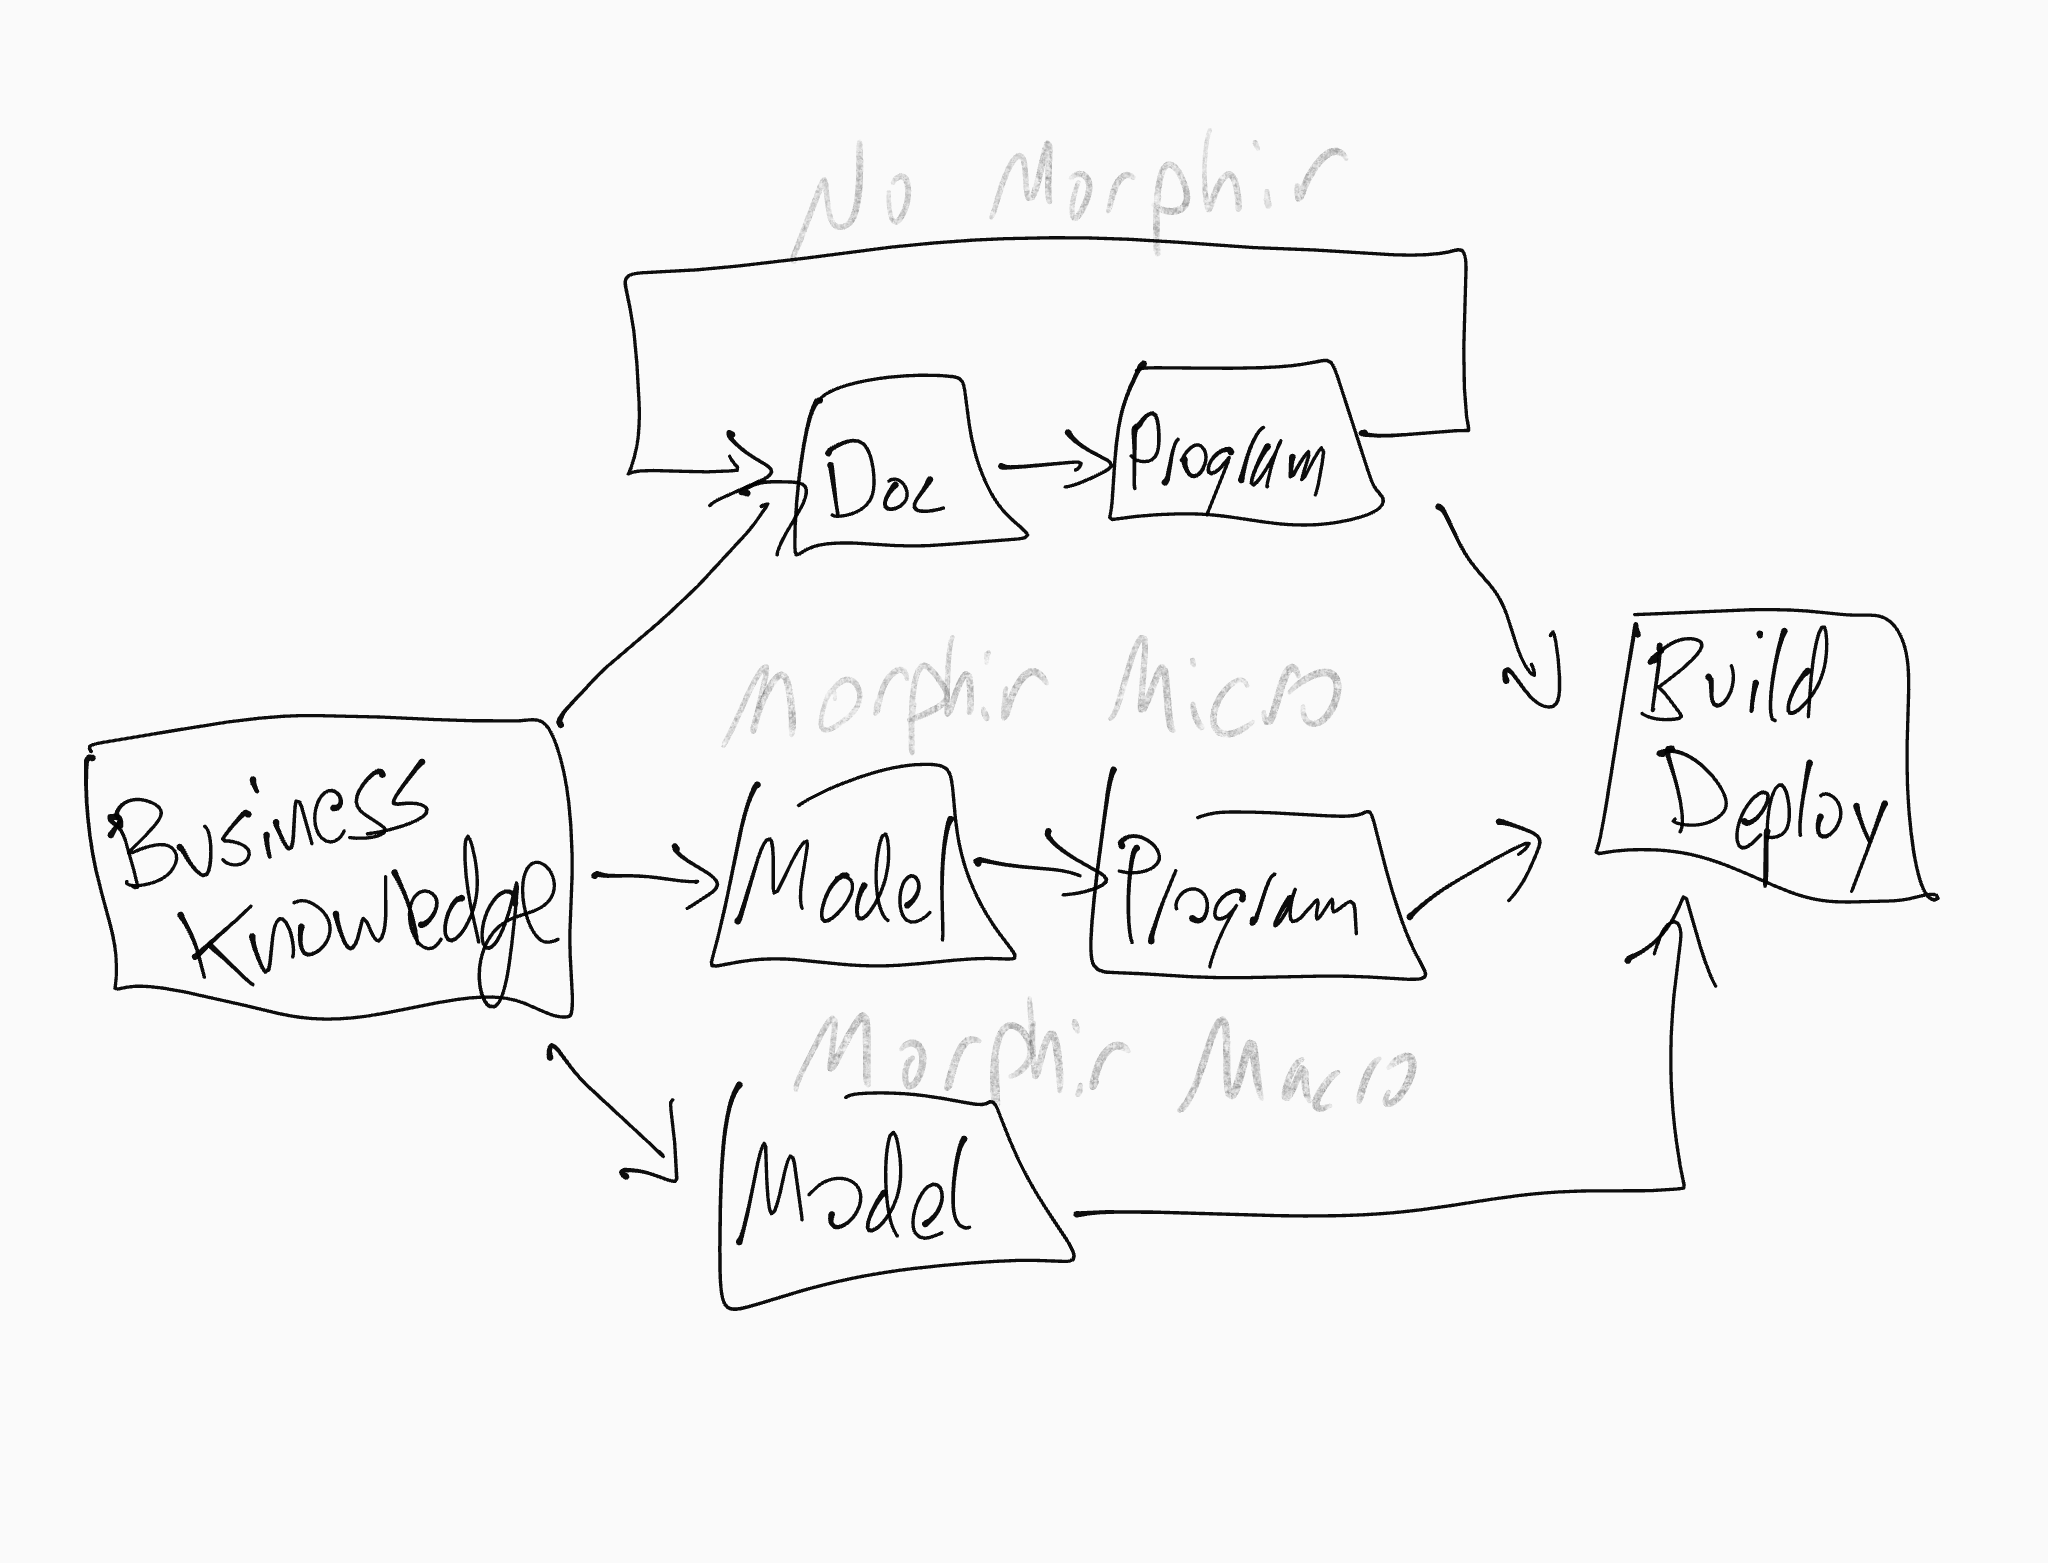 No Morphir
Doc
Program
Morphir Micro
Build
Deploy
Business
Knowledge
Model
Program
Morphir Macro
Model